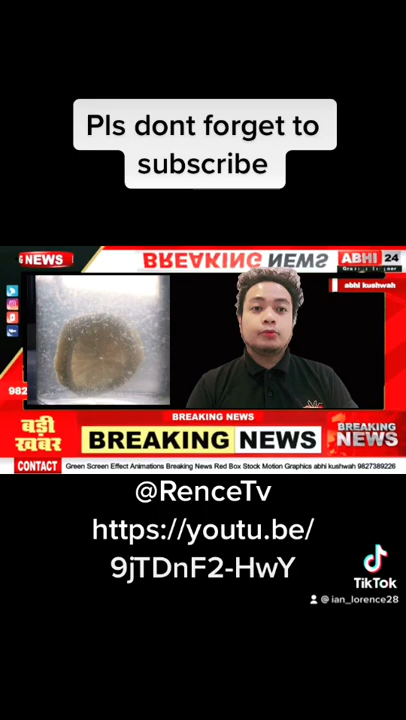 Pls dont forget to
subscribe
G NEWS
BREAKING NEWS
ABHI 24
abhi kushwah
982
BREAKING NEWS
बड़ी
खबर
BREAKING NEWS
BREAKING
NEWS
CONTACT
Green Screen Effect Animations Breaking News Red Box Stock Motion Graphics abhi kushwah 9827389226
@RenceTv
https://youtu.be/
9jTDnF2-HwY
TikTok
@ian_lorence28